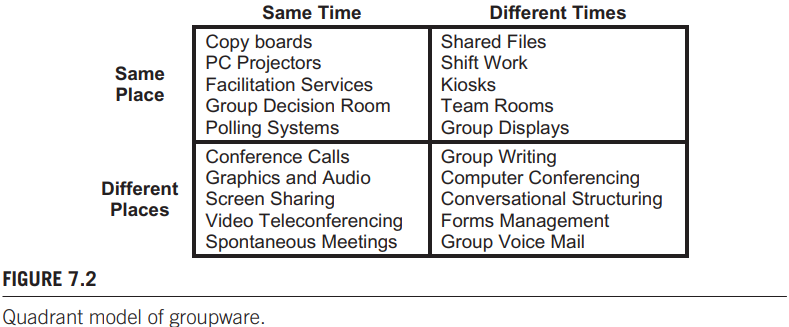 Same Time Different Times
Same
Place
Copy boards
PC Projectors
Facilitation Services
Group Decision Room
Polling Systems
Shared Files
Shift Work
Kiosks
Team Rooms
Group Displays
Different
Places
Conference Calls
Graphics and Audio
Screen Sharing
Video Teleconferencing
Spontaneous Meetings
Group Writing
Computer Conferencing
Conversational Structuring
Forms Management
Group Voice Mail
FIGURE 7.2
Quadrant model of groupware.